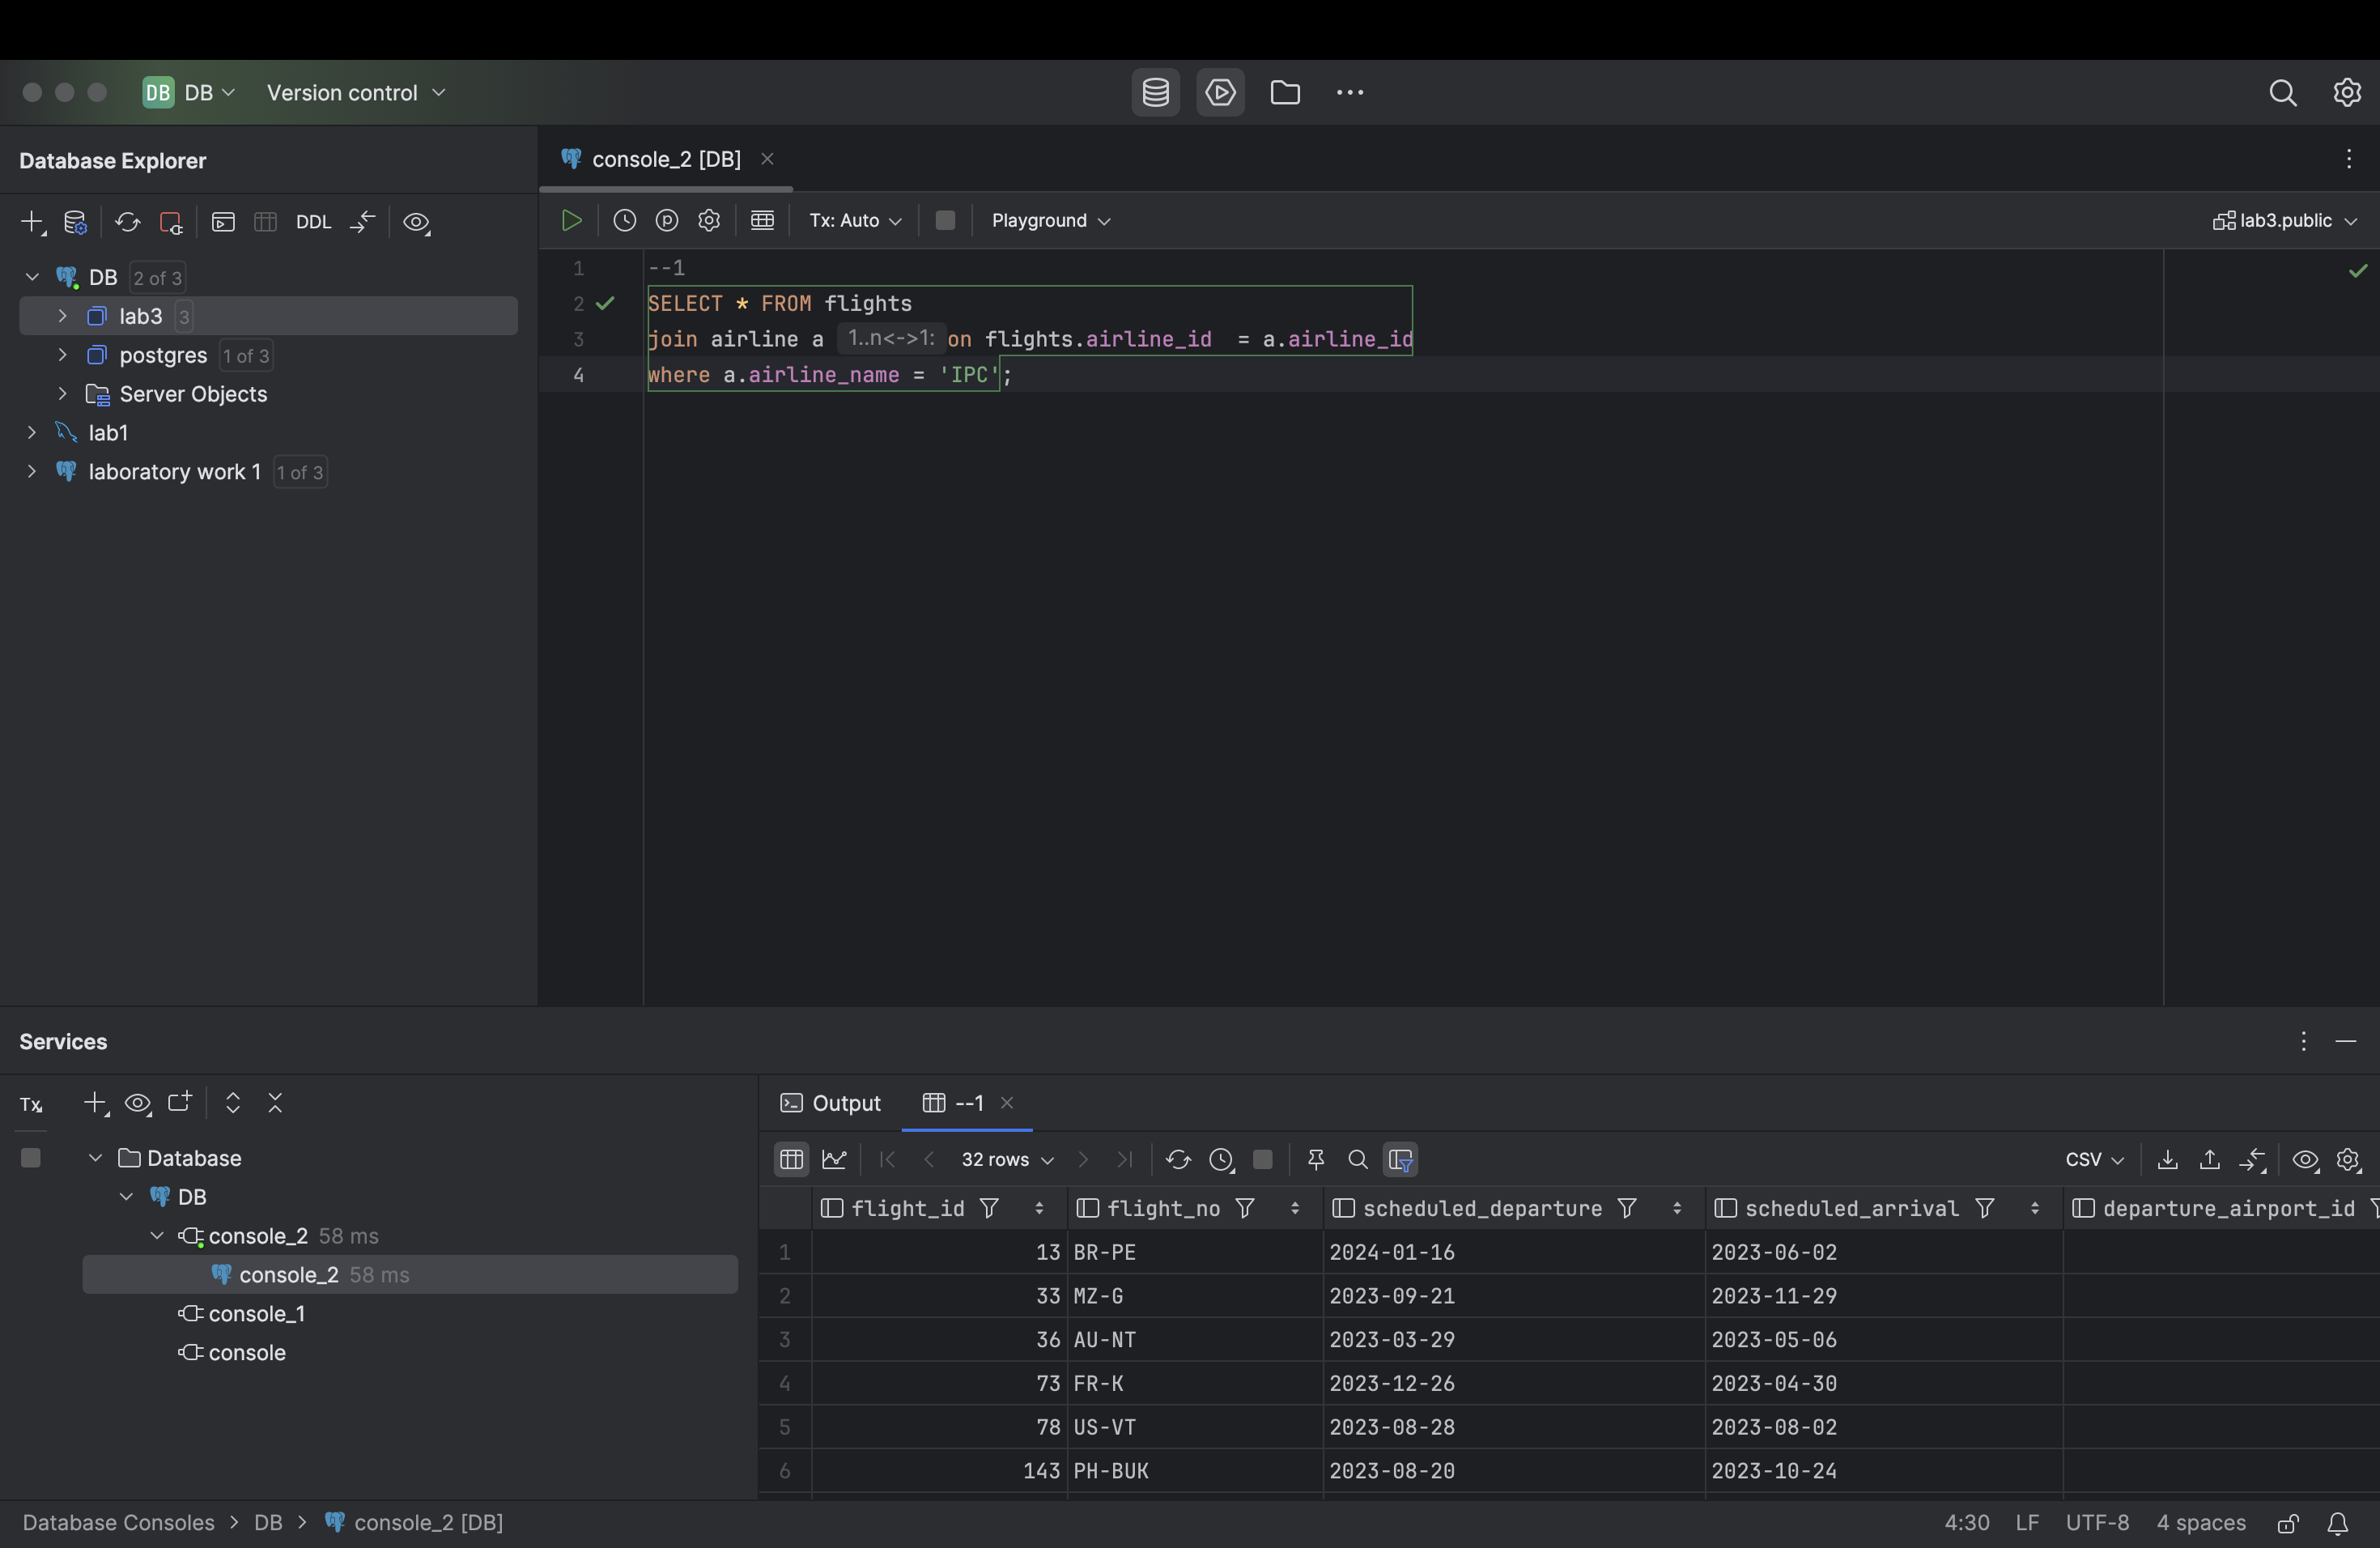 DB DB Version control
Database Explorer
DDL
DB 2 of 3
lab3 3
postgres 1 of 3
Server Objects
lab1
laboratory work 1 1 of 3
console_2 [DB]
Tx: Auto Playground lab3.public
1 --1
2 SELECT * FROM flights
3 join airline a 1..n<->1: on flights.airline_id  = a.airline_id
4 where a.airline_name = 'IPC';
Services
Tx
Database
DB
console_2 58 ms
console_2 58 ms
console_1
console
Output --1
32 rows CSV
flight_id flight_no scheduled_departure scheduled_arrival departure_airport_id
1 13 BR-PE 2024-01-16 2023-06-02
2 33 MZ-G 2023-09-21 2023-11-29
3 36 AU-NT 2023-03-29 2023-05-06
4 73 FR-K 2023-12-26 2023-04-30
5 78 US-VT 2023-08-28 2023-08-02
6 143 PH-BUK 2023-08-20 2023-10-24
Database Consoles > DB > console_2 [DB] 4:30 LF UTF-8 4 spaces